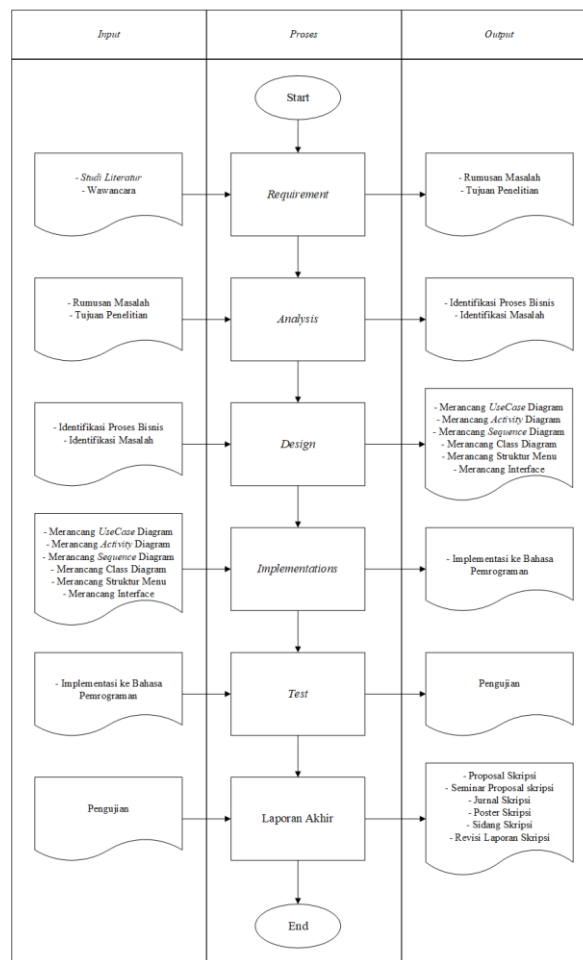 Input
Proses
Output
Start
- Studi Literatur
- Wawancara
Requirement
- Rumusan Masalah
- Tujuan Penelitian
- Rumusan Masalah
- Tujuan Penelitian
Analysis
- Identifikasi Proses Bisnis
- Identifikasi Masalah
- Identifikasi Proses Bisnis
- Identifikasi Masalah
Design
- Merancang UseCase Diagram
- Merancang Activity Diagram
- Merancang Sequence Diagram
- Merancang Class Diagram
- Merancang Struktur Menu
- Merancang Interface
- Merancang UseCase Diagram
- Merancang Activity Diagram
- Merancang Sequence Diagram
- Merancang Class Diagram
- Merancang Struktur Menu
- Merancang Interface
Implementations
- Implementasi ke Bahasa
Pemrograman
- Implementasi ke Bahasa
Pemrograman
Test
Pengujian
Pengujian
Laporan Akhir
- Proposal Skripsi
- Seminar Proposal skripsi
- Jurnal Skripsi
- Poster Skripsi
- Sidang Skripsi
- Revisi Laporan Skripsi
End